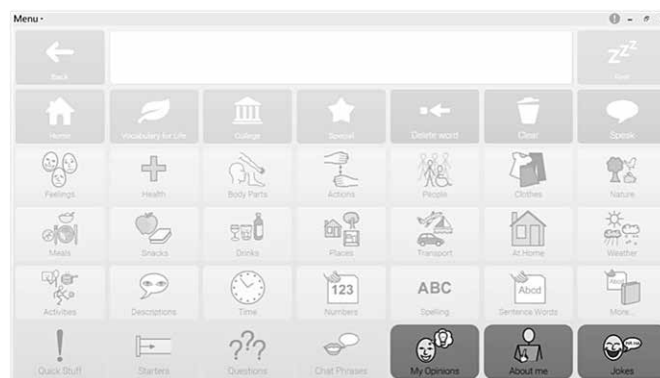 Menu
zzz
Back
Rest
Home
Vocabulary for Life
College
Special
Delete word
Clear
Speak
Feelings
Health
Body Parts
Actions
People
Clothes
Nature
Meals
Snacks
Drinks
Places
Transport
At Home
Weather
123
ABC
Abcd
Abcd
Activities
Descriptions
Time
Numbers
Spelling
Sentence Words
More...
???
Quick Stuff
Starters
Questions
Chat Phrases
My Opinions
About me
Jokes